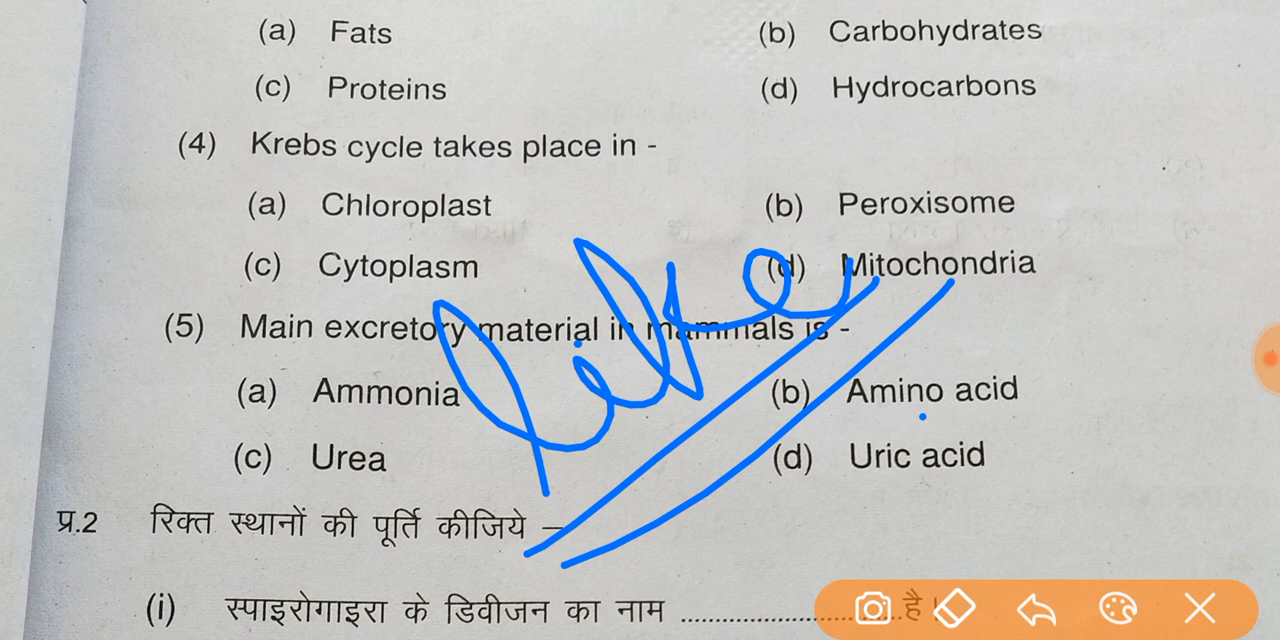 (a) Fats (b) Carbohydrates
(c) Proteins (d) Hydrocarbons
(4) Krebs cycle takes place in -
(a) Chloroplast (b) Peroxisome
(c) Cytoplasm (d) Mitochondria
(5) Main excretory material in mammals is -
(a) Ammonia (b) Amino acid
(c) Urea (d) Uric acid
like
प्र.2 रिक्त स्थानों की पूर्ति कीजिये –
(i) स्पाइरोगाइरा के डिवीजन का नाम ........................... है।